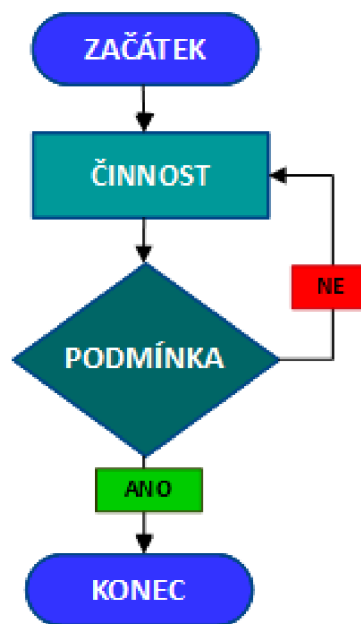 ZAČÁTEK
ČINNOST
NE
PODMÍNKA
ANO
KONEC